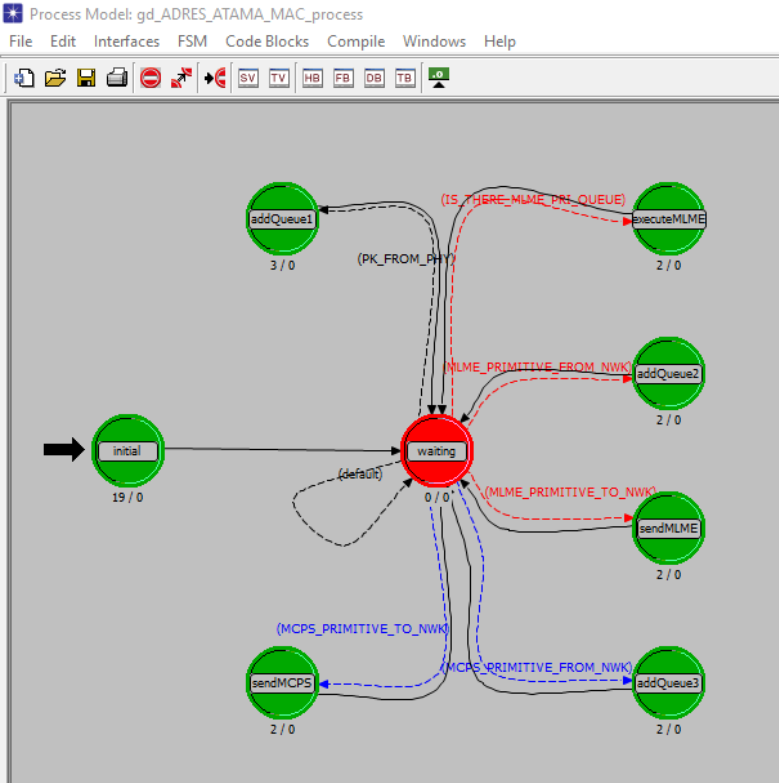 Process Model: gd_ADRES_ATAMA_MAC_process
File Edit Interfaces FSM Code Blocks Compile Windows Help
SV TV HB FB DB TB .0
(IS_THERE_MLME_PRI_QUEUE)
addQueue1
executeMLME
3 / 0
2 / 0
(PK_FROM_PHY)
(MLME_PRIMITIVE_FROM_NWK)
addQueue2
2 / 0
initial
waiting
(default)
19 / 0
0 / 0
(MLME_PRIMITIVE_TO_NWK)
sendMLME
2 / 0
(MCPS_PRIMITIVE_TO_NWK)
(MCPS_PRIMITIVE_FROM_NWK)
sendMCPS
addQueue3
2 / 0
2 / 0